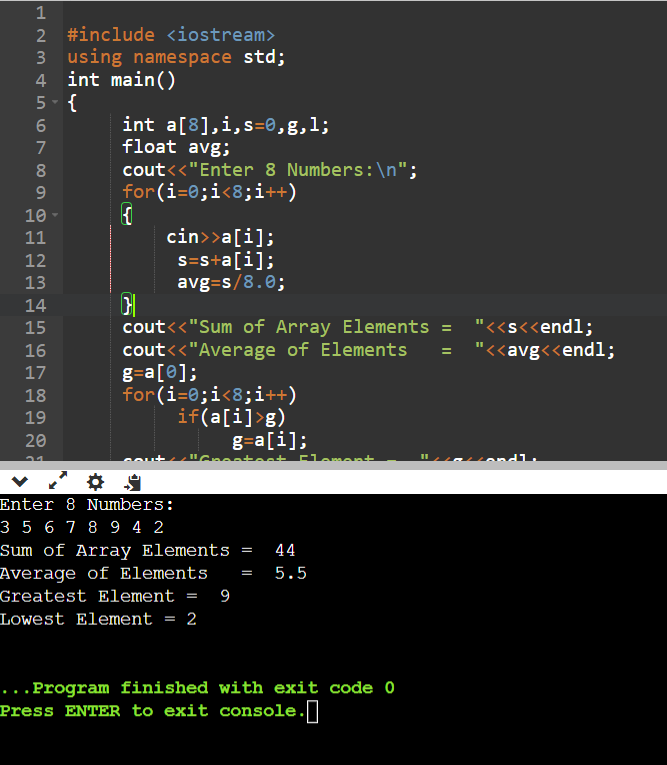 1
2 #include <iostream>
3 using namespace std;
4 int main()
5 {
6 int a[8],i,s=0,g,l;
7 float avg;
8 cout<<"Enter 8 Numbers:\n";
9 for(i=0;i<8;i++)
10 {
11 cin>>a[i];
12 s=s+a[i];
13 avg=s/8.0;
14 }
15 cout<<"Sum of Array Elements =  "<<s<<endl;
16 cout<<"Average of Elements   =  "<<avg<<endl;
17 g=a[0];
18 for(i=0;i<8;i++)
19 if(a[i]>g)
20 g=a[i];
21 cout<<"Greatest Element =  "<<g<<endl;
Enter 8 Numbers:
3 5 6 7 8 9 4 2
Sum of Array Elements =  44
Average of Elements   =  5.5
Greatest Element =  9
Lowest Element = 2
...Program finished with exit code 0
Press ENTER to exit console.